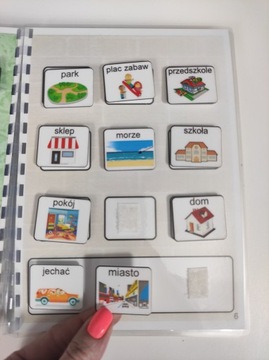 park
plac zabaw
przedszkole
sklep
morze
szkoła
pokój
dom
jechać
miasto
6